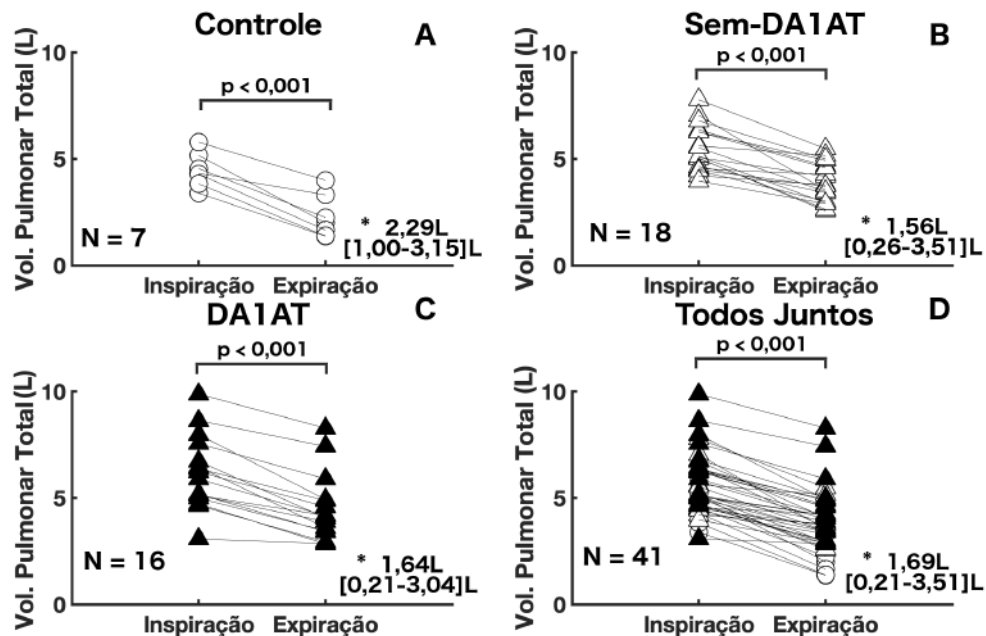 Controle
A
Vol. Pulmonar Total (L)
10
5
0
p < 0,001
N = 7
* 2,29L
[1,00-3,15]L
Inspiração Expiração
Sem-DA1AT
B
Vol. Pulmonar Total (L)
10
5
0
p < 0,001
N = 18
* 1,56L
[0,26-3,51]L
Inspiração Expiração
DA1AT
C
Vol. Pulmonar Total (L)
10
5
0
p < 0,001
N = 16
* 1,64L
[0,21-3,04]L
Inspiração Expiração
Todos Juntos
D
Vol. Pulmonar Total (L)
10
5
0
p < 0,001
N = 41
* 1,69L
[0,21-3,51]L
Inspiração Expiração